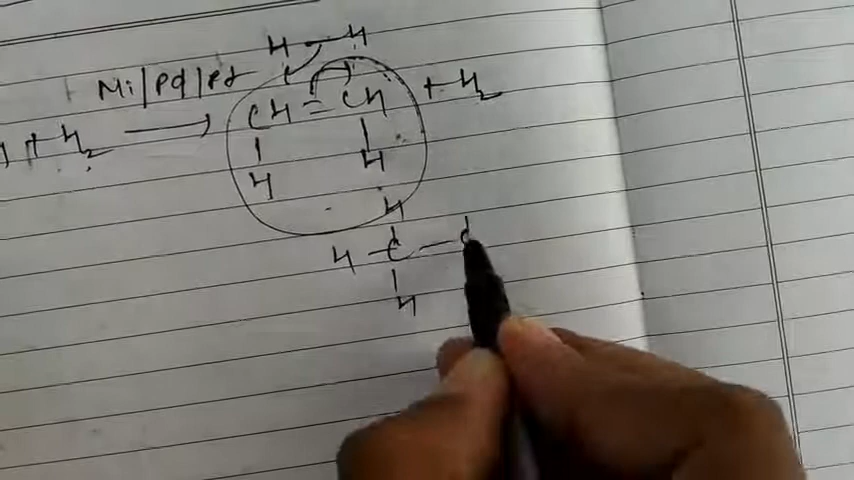 H — H
Ni/Pd/Pt
CH = CH + H2
+ H2 →
H H
H
H - C - C
H